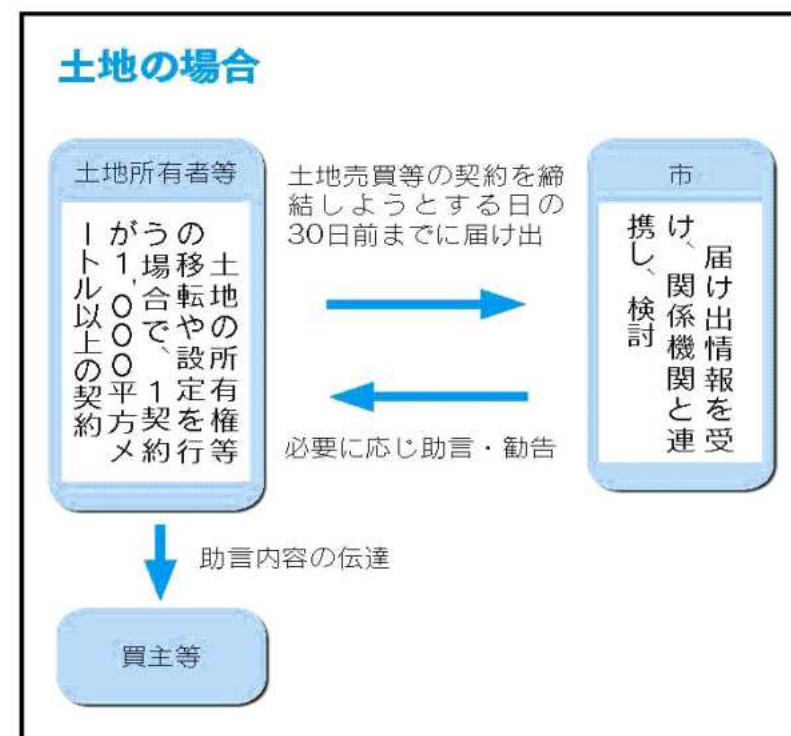 土地の場合
土地所有者等
土地の所有権等
の移転や設定を行
う場合で、1契約
が1,000平方メ
ートル以上の契約
土地売買等の契約を締
結しようとする日の
30日前までに届け出
必要に応じ助言・勧告
市
届け出情報を受
け、関係機関と連
携し、検討
助言内容の伝達
買主等